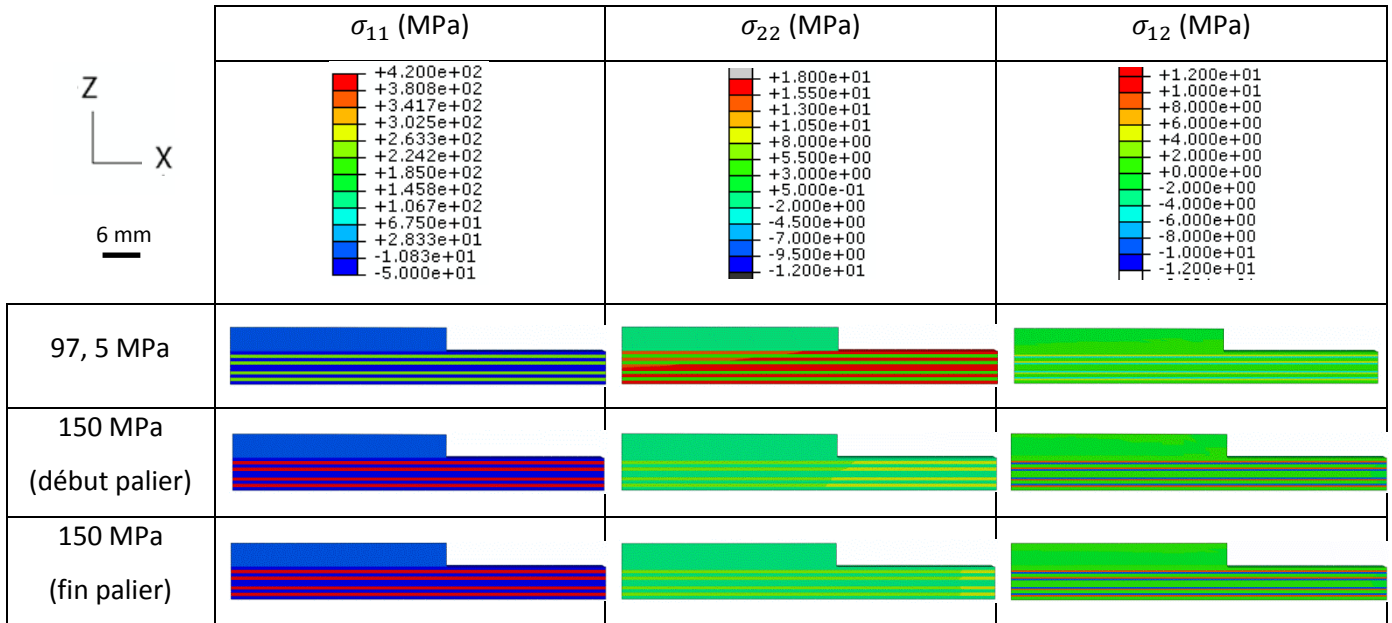 σ₁₁ (MPa)
σ₂₂ (MPa)
σ₁₂ (MPa)
Z
X
6 mm
+4.200e+02
+3.808e+02
+3.417e+02
+3.025e+02
+2.633e+02
+2.242e+02
+1.850e+02
+1.458e+02
+1.067e+02
+6.750e+01
+2.833e+01
-1.083e+01
-5.000e+01
+1.800e+01
+1.550e+01
+1.300e+01
+1.050e+01
+8.000e+00
+5.500e+00
+3.000e+00
+5.000e-01
-2.000e+00
-4.500e+00
-7.000e+00
-9.500e+00
-1.200e+01
+1.200e+01
+1.000e+01
+8.000e+00
+6.000e+00
+4.000e+00
+2.000e+00
+0.000e+00
-2.000e+00
-4.000e+00
-6.000e+00
-8.000e+00
-1.000e+01
-1.200e+01
97, 5 MPa
150 MPa
(début palier)
150 MPa
(fin palier)